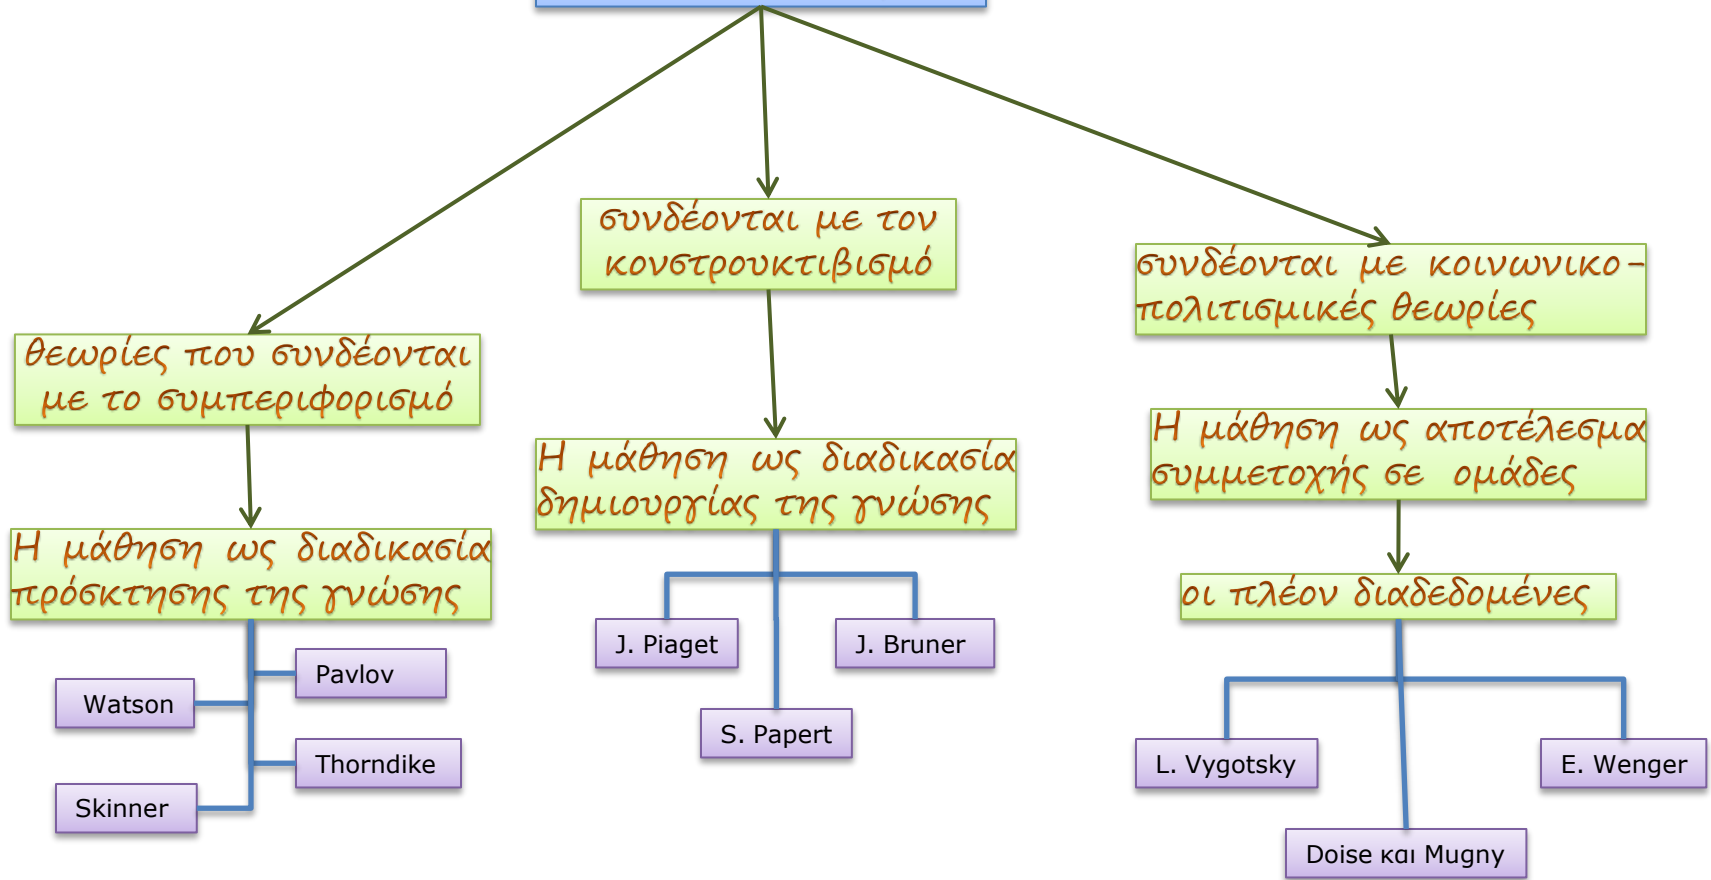 συνδέονται με τον
κονστρουκτιβισμό
συνδέονται με κοινωνικο-
πολιτισμικές θεωρίες
θεωρίες που συνδέονται
με το συμπεριφορισμό
Η μάθηση ως αποτέλεσμα
συμμετοχής σε ομάδες
Η μάθηση ως διαδικασία
δημιουργίας της γνώσης
Η μάθηση ως διαδικασία
πρόσκτησης της γνώσης
οι πλέον διαδεδομένες
J. Piaget
J. Bruner
Pavlov
Watson
S. Papert
Thorndike
L. Vygotsky
E. Wenger
Skinner
Doise και Mugny